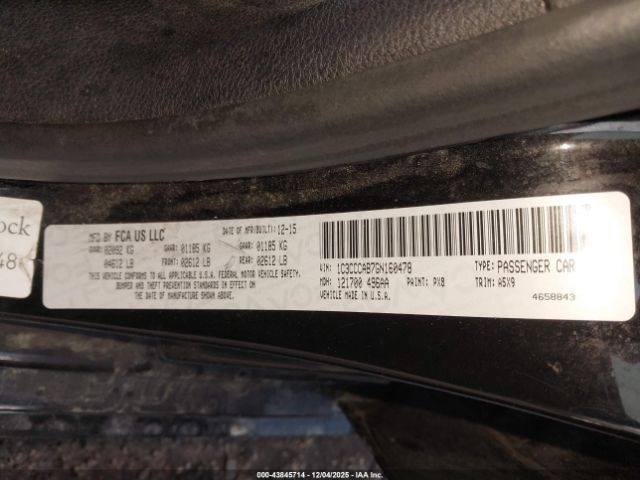 ock
48
MFD BY FCA US LLC
DATE OF MFR(BUILT): 12-15
GVWR: 02092 KG
GAWR: 01185 KG
GAWR: 01185 KG
04612 LB
FRONT: 02612 LB
REAR: 02612 LB
THIS VEHICLE CONFORMS TO ALL APPLICABLE U.S.A. FEDERAL MOTOR VEHICLE SAFETY,
BUMPER AND THEFT PREVENTION STANDARDS IN EFFECT ON
THE DATE OF MANUFACTURE SHOWN ABOVE.
VIN: 1C3CCCAB7GN160478
TYPE: PASSENGER CAR
MDH: 121700 496AA
PAINT: PX8
TRIM: A5X9
VEHICLE MADE IN U.S.A.
4658843
000-43845714 - 12/04/2025 - IAA Inc.